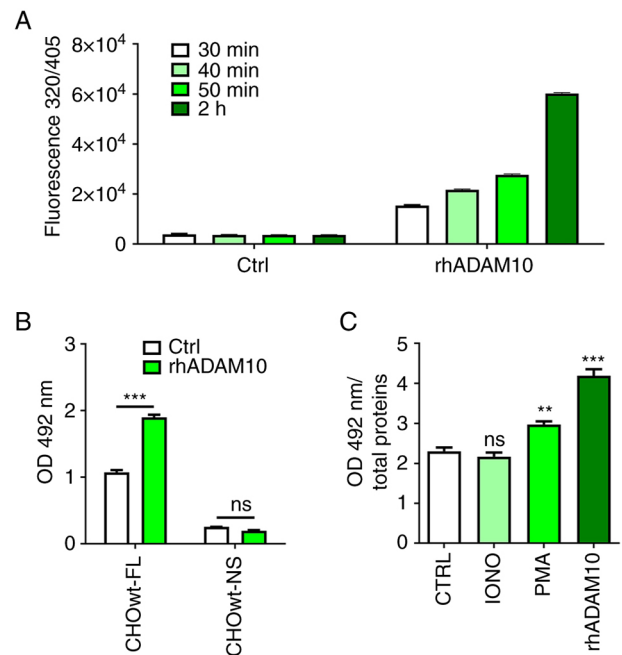 A
Fluorescence 320/405
8×10⁴
6×10⁴
4×10⁴
2×10⁴
0
30 min
40 min
50 min
2 h
Ctrl
rhADAM10
B
OD 492 nm
3
2
1
0
Ctrl
rhADAM10
***
ns
CHOwt-FL
CHOwt-NS
C
OD 492 nm/
total proteins
5
4
3
2
1
0
ns
**
***
CTRL
IONO
PMA
rhADAM10